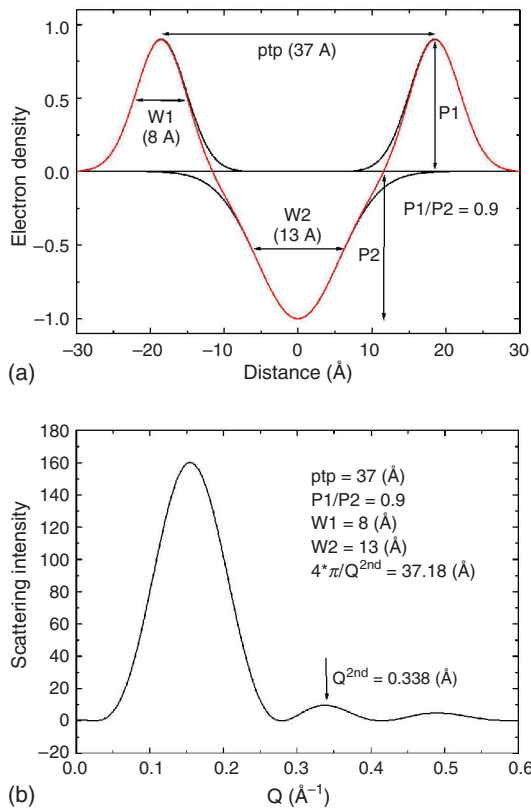 1.0
0.5
0.0
−0.5
−1.0
Electron density
ptp (37 A)
W1
(8 A)
P1
W2
(13 A)
P2
P1/P2 = 0.9
−30 −20 −10 0 10 20 30
Distance (Å)
(a)
180
160
140
120
100
80
60
40
20
0
−20
Scattering intensity
ptp = 37 (Å)
P1/P2 = 0.9
W1 = 8 (Å)
W2 = 13 (Å)
4*π/Q²ⁿᵈ = 37.18 (Å)
Q²ⁿᵈ = 0.338 (Å)
0.0 0.1 0.2 0.3 0.4 0.5 0.6
Q (Å⁻¹)
(b)